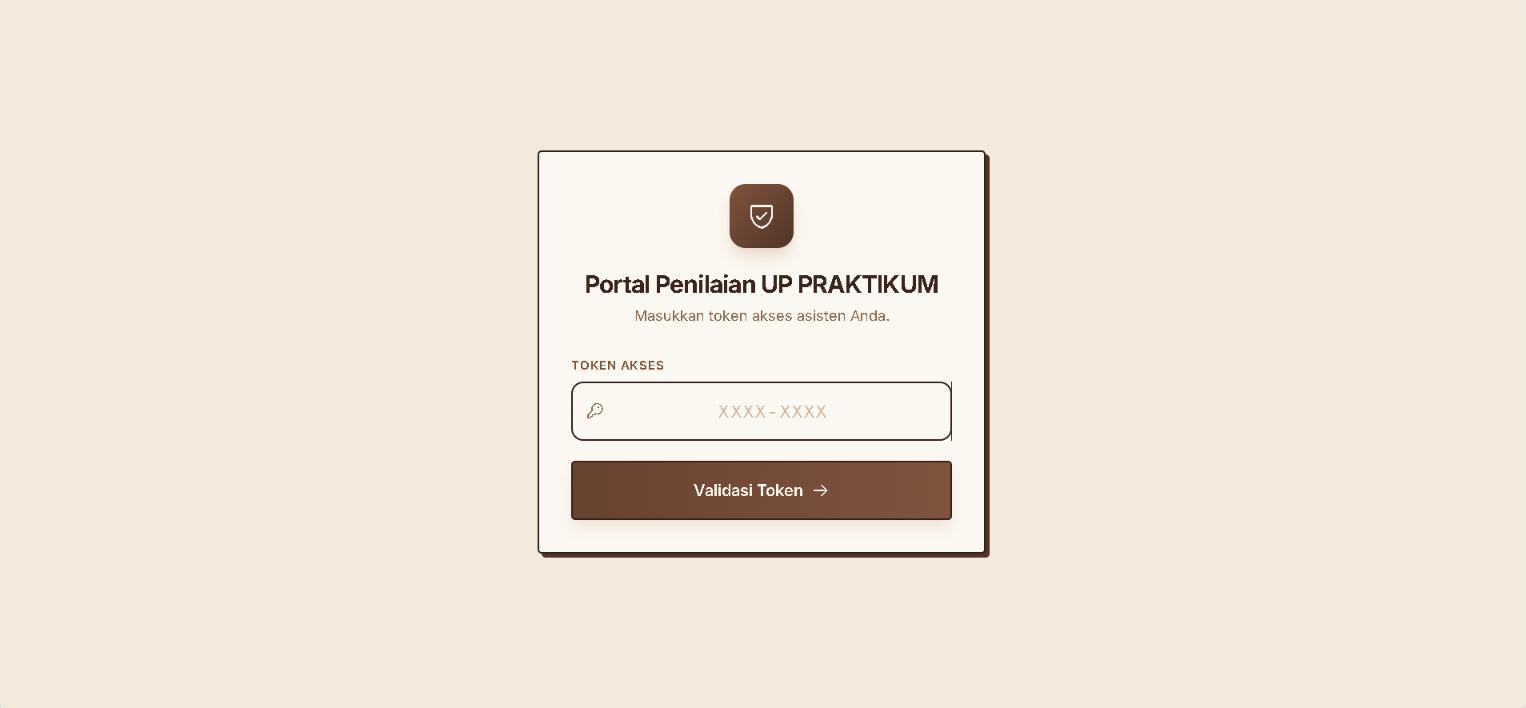 Portal Penilaian UP PRAKTIKUM
Masukkan token akses asisten Anda.
TOKEN AKSES
XXXX-XXXX
Validasi Token →